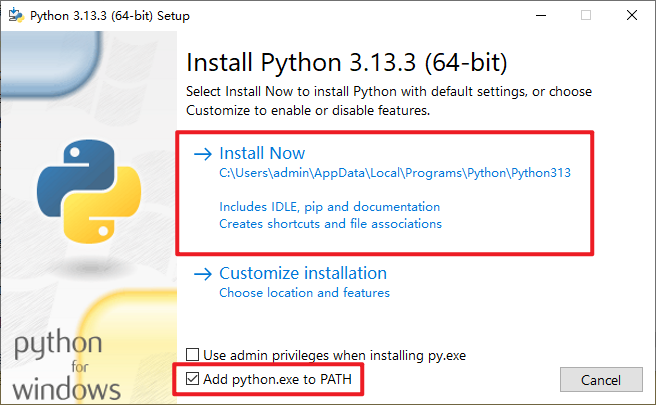 Python 3.13.3 (64-bit) Setup
Install Python 3.13.3 (64-bit)
Select Install Now to install Python with default settings, or choose
Customize to enable or disable features.
Install Now
C:\Users\admin\AppData\Local\Programs\Python\Python313
Includes IDLE, pip and documentation
Creates shortcuts and file associations
Customize installation
Choose location and features
Use admin privileges when installing py.exe
Add python.exe to PATH
Cancel
python
for
windows